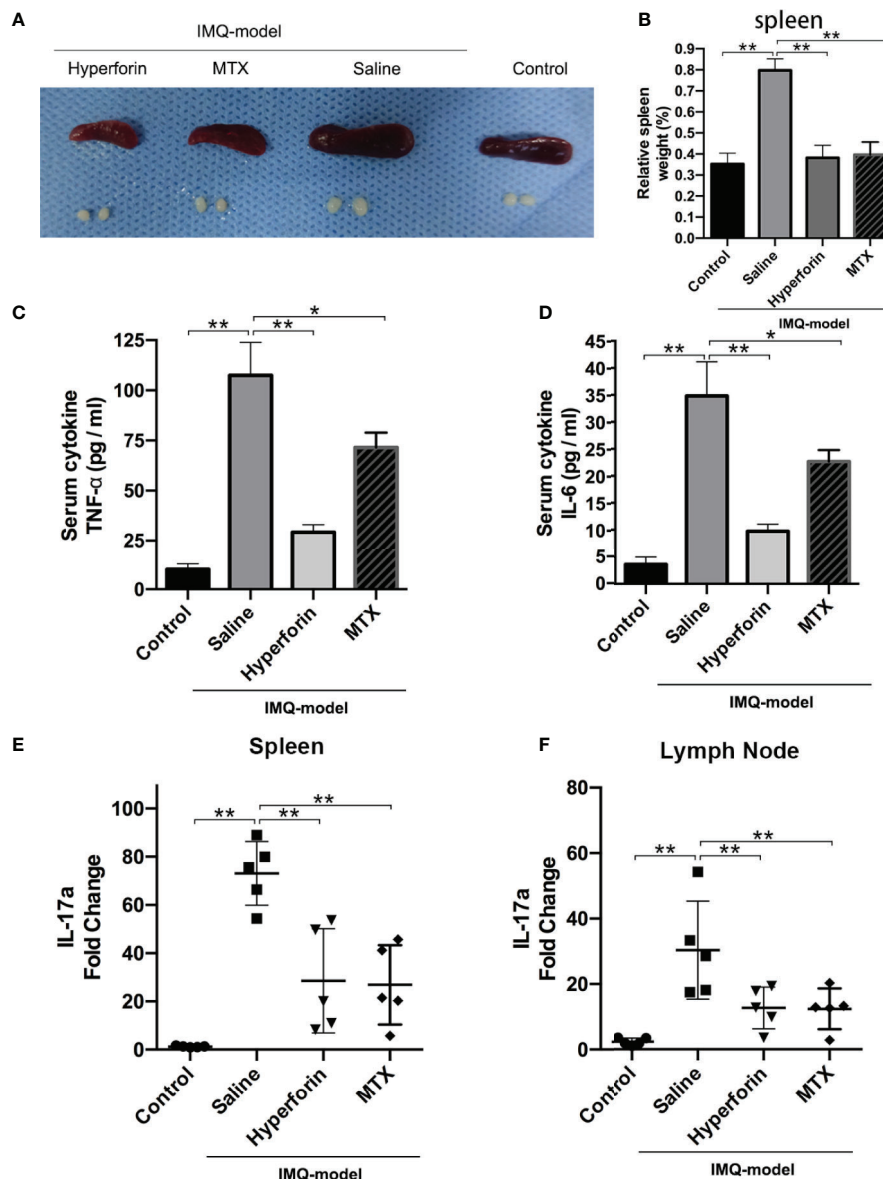 A
IMQ-model
Hyperforin MTX Saline Control
B
spleen
** ** **
Relative spleen
weight (%)
0.9
0.8
0.7
0.6
0.5
0.4
0.3
0.2
0.1
0.0
Control
Saline
Hyperforin
MTX
IMQ-model
C
** ** *
Serum cytokine
TNF-α (pg / ml)
125
100
75
50
25
0
Control
Saline
Hyperforin
MTX
IMQ-model
D
** ** *
Serum cytokine
IL-6 (pg / ml)
45
40
35
30
25
20
15
10
5
0
Control
Saline
Hyperforin
MTX
IMQ-model
E
Spleen
** ** **
IL-17a
Fold Change
100
80
60
40
20
0
Control
Saline
Hyperforin
MTX
IMQ-model
F
Lymph Node
** ** **
IL-17a
Fold Change
80
60
40
20
0
Control
Saline
Hyperforin
MTX
IMQ-model